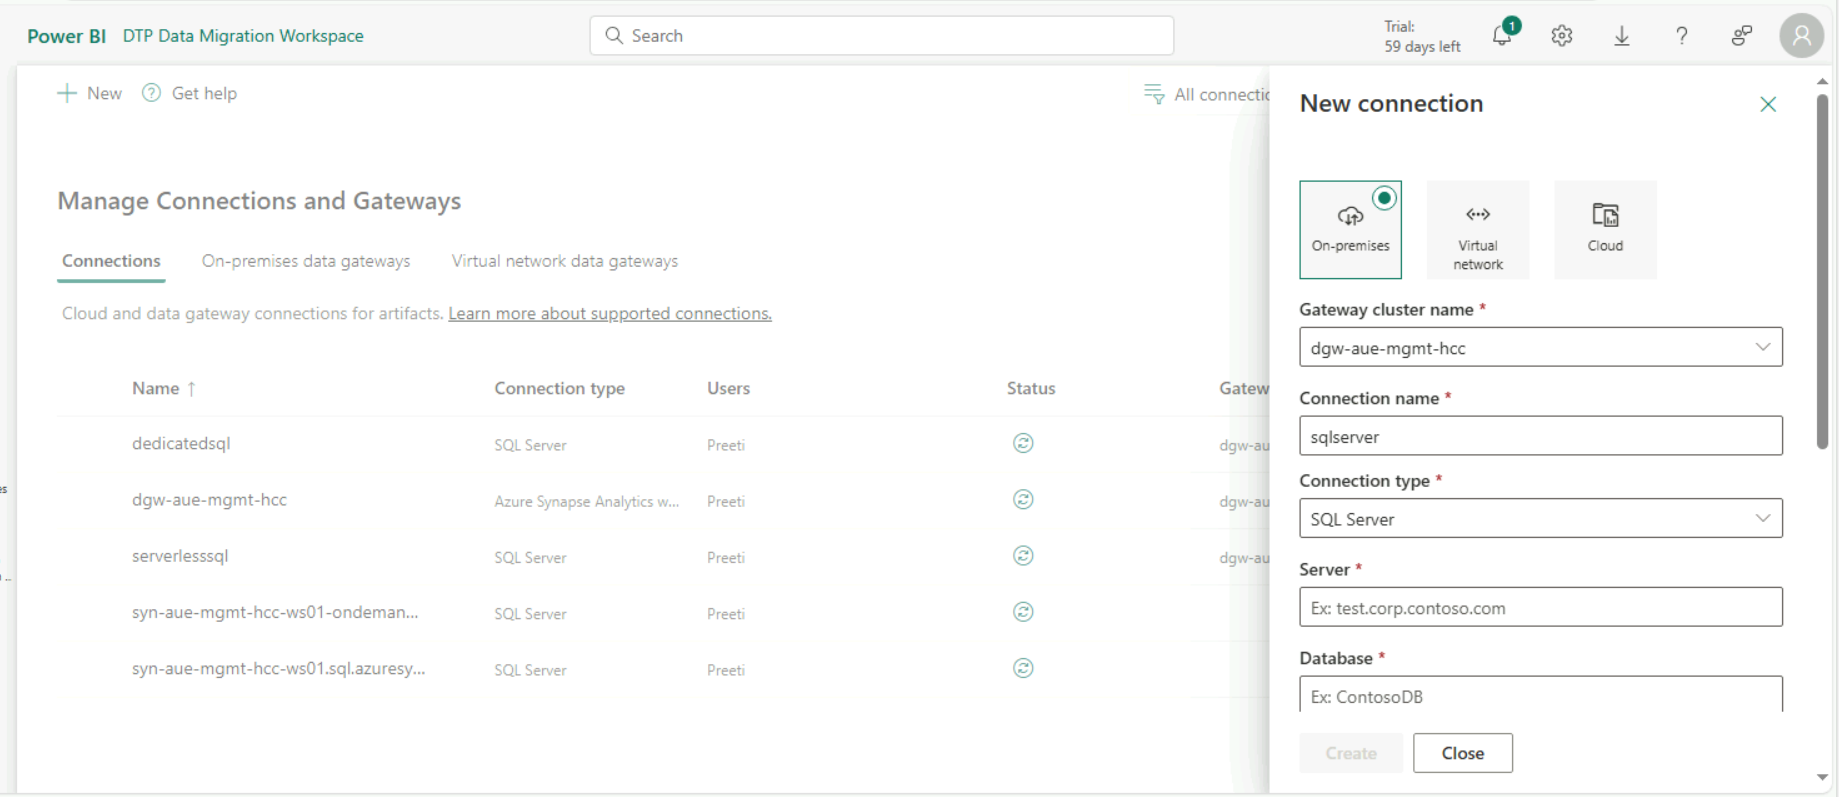 Power BI DTP Data Migration Workspace
Search
Trial:
59 days left
1
New Get help
All connectio
Manage Connections and Gateways
Connections On-premises data gateways Virtual network data gateways
Cloud and data gateway connections for artifacts. Learn more about supported connections.
Name ↑ Connection type Users Status Gatew
dedicatedsql SQL Server Preeti dgw-au
dgw-aue-mgmt-hcc Azure Synapse Analytics w... Preeti dgw-au
serverlesssql SQL Server Preeti dgw-au
syn-aue-mgmt-hcc-ws01-ondeman... SQL Server Preeti
syn-aue-mgmt-hcc-ws01.sql.azuresy... SQL Server Preeti
New connection
On-premises
Virtual
network
Cloud
Gateway cluster name *
dgw-aue-mgmt-hcc
Connection name *
sqlserver
Connection type *
SQL Server
Server *
Ex: test.corp.contoso.com
Database *
Ex: ContosoDB
Create Close